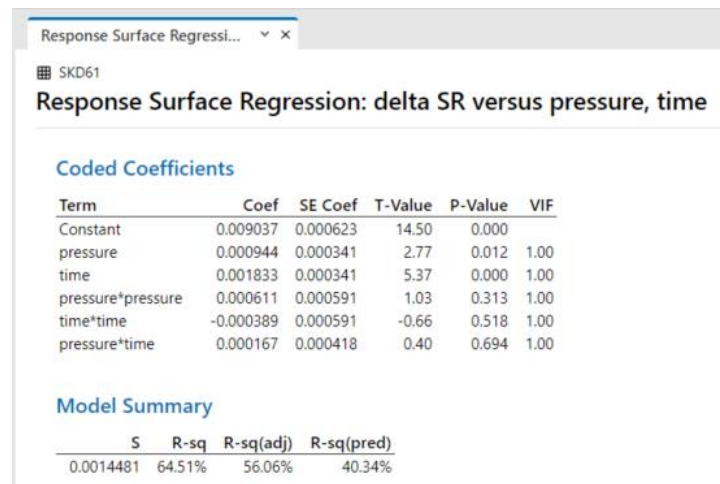 Response Surface Regressi...
SKD61
Response Surface Regression: delta SR versus pressure, time
Coded Coefficients
Term Coef SE Coef T-Value P-Value VIF
Constant 0.009037 0.000623 14.50 0.000
pressure 0.000944 0.000341 2.77 0.012 1.00
time 0.001833 0.000341 5.37 0.000 1.00
pressure*pressure 0.000611 0.000591 1.03 0.313 1.00
time*time -0.000389 0.000591 -0.66 0.518 1.00
pressure*time 0.000167 0.000418 0.40 0.694 1.00
Model Summary
S R-sq R-sq(adj) R-sq(pred)
0.0014481 64.51% 56.06% 40.34%